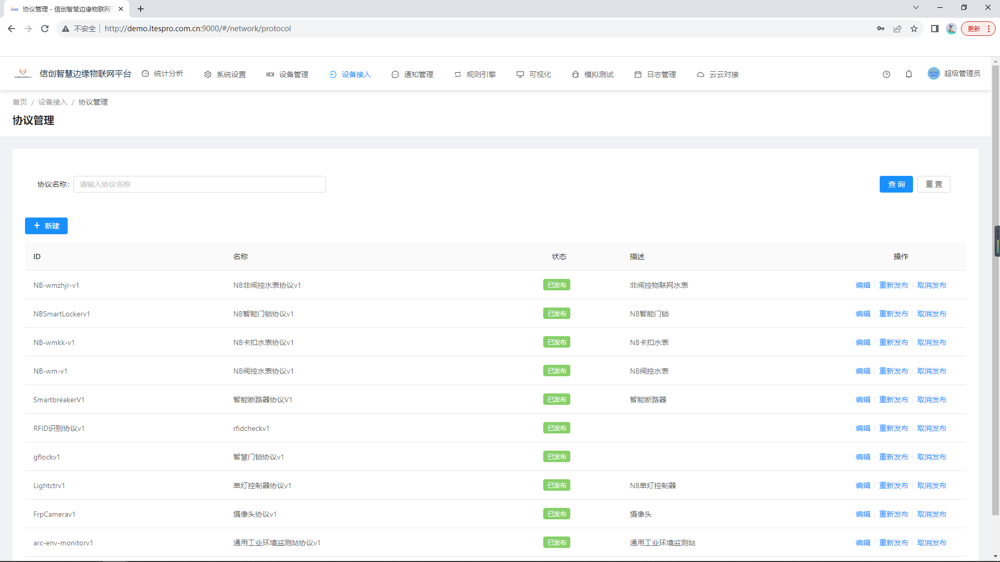 协议管理 - 信创智慧边缘物联网平
不安全 http://demo.itespro.com.cn:9000/#/network/protocol 更新
信创智慧边缘物联网平台 统计分析 系统设置 设备管理 设备接入 通知管理 规则引擎 可视化 模拟测试 日志管理 云云对接 超级管理员
首页 / 设备接入 / 协议管理
协议管理
协议名称: 请输入协议名称 查 询 重 置
新建
ID 名称 状态 描述 操作
NB-wmzhjr-v1 NB非阀控水表协议v1 已发布 非阀控物联网水表 编辑 重新发布 取消发布
NBSmartLockerv1 NB智能门锁协议v1 已发布 NB智能门锁 编辑 重新发布 取消发布
NB-wmkk-v1 NB卡扣水表协议v1 已发布 NB卡扣水表 编辑 重新发布 取消发布
NB-wm-v1 NB阀控水表协议v1 已发布 NB阀控水表 编辑 重新发布 取消发布
SmartbreakerV1 智能断路器协议V1 已发布 智能断路器 编辑 重新发布 取消发布
RFID识别协议v1 rfidcheckv1 已发布 编辑 重新发布 取消发布
gflockv1 智慧门锁协议v1 已发布 编辑 重新发布 取消发布
Lightctrv1 单灯控制器协议v1 已发布 NB单灯控制器 编辑 重新发布 取消发布
FrpCamerav1 摄像头协议v1 已发布 摄像头 编辑 重新发布 取消发布
arc-env-monitorv1 通用工业环境监测站协议v1 已发布 通用工业环境监测站 编辑 重新发布 取消发布